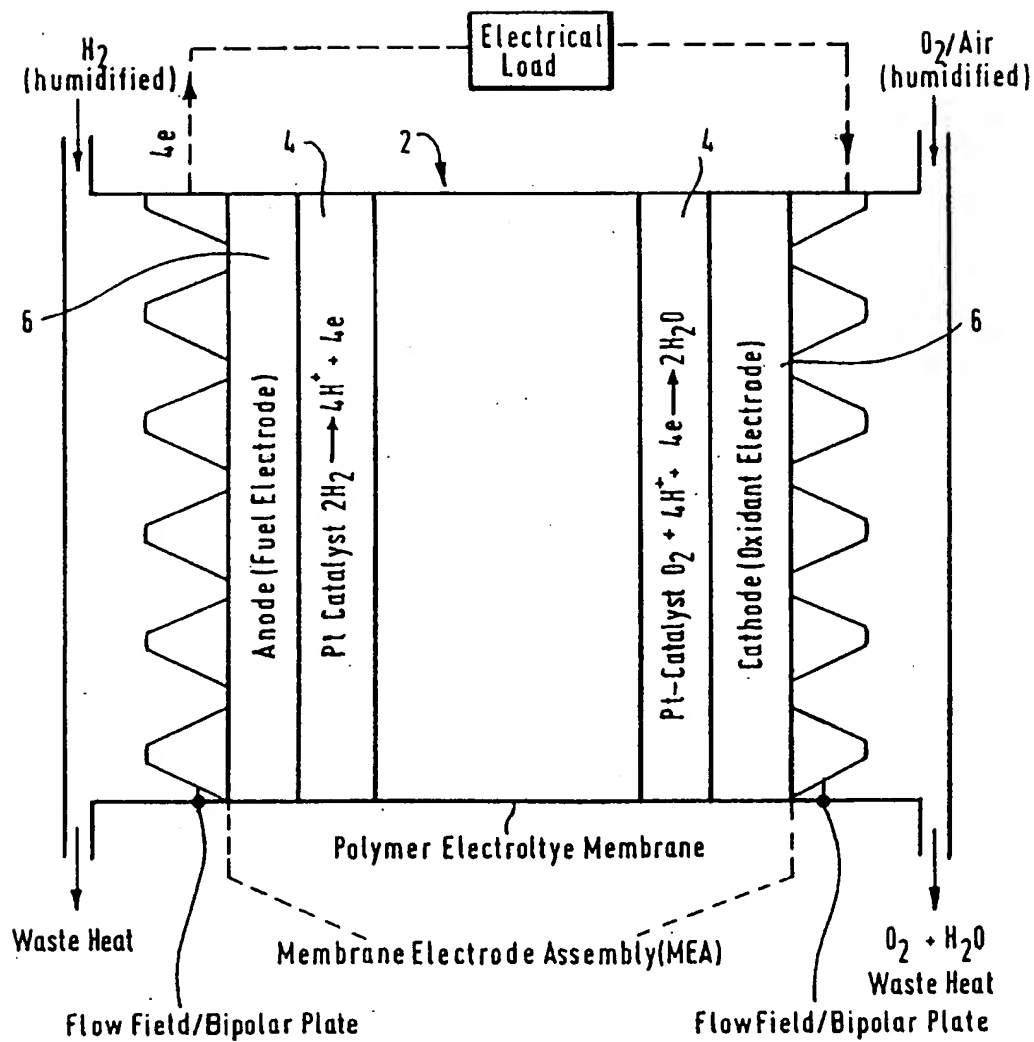 H2
(humidified)
Electrical
Load
O2/Air
(humidified)
4e
4
2
4
6
6
Anode (Fuel Electrode)
Pt Catalyst 2H2 → 4H+ + 4e
Pt-Catalyst O2 + 4H+ + 4e → 2H2O
Cathode (Oxidant Electrode)
Polymer Electroltye Membrane
Waste Heat
Membrane Electrode Assembly(MEA)
O2 + H2O
Waste Heat
Flow Field/Bipolar Plate
Flow Field/Bipolar Plate